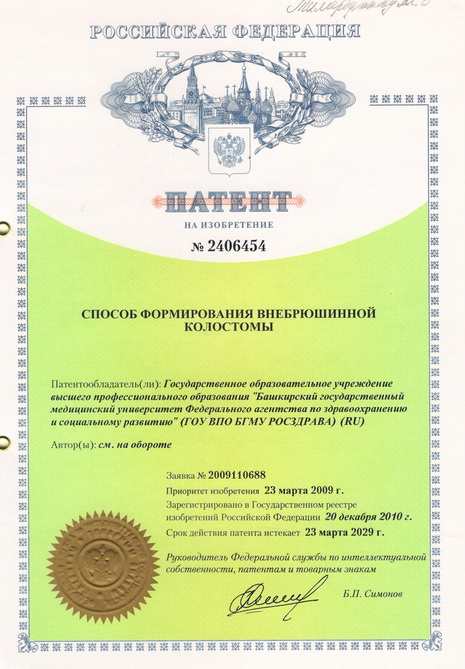 РОССИЙСКАЯ ФЕДЕРАЦИЯ
ПАТЕНТ
НА ИЗОБРЕТЕНИЕ
№ 2406454
СПОСОБ ФОРМИРОВАНИЯ ВНЕБРЮШИННОЙ
КОЛОСТОМЫ
Патентообладатель(ли): Государственное образовательное учреждение
высшего профессионального образования "Башкирский государственный
медицинский университет Федерального агентства по здравоохранению
и социальному развитию" (ГОУ ВПО БГМУ РОСЗДРАВА) (RU)
Автор(ы): см. на обороте
Заявка № 2009110688
Приоритет изобретения 23 марта 2009 г.
Зарегистрировано в Государственном реестре
изобретений Российской Федерации 20 декабря 2010 г.
Срок действия патента истекает 23 марта 2029 г.
Руководитель Федеральной службы по интеллектуальной
собственности, патентам и товарным знакам
Б.П. Симонов